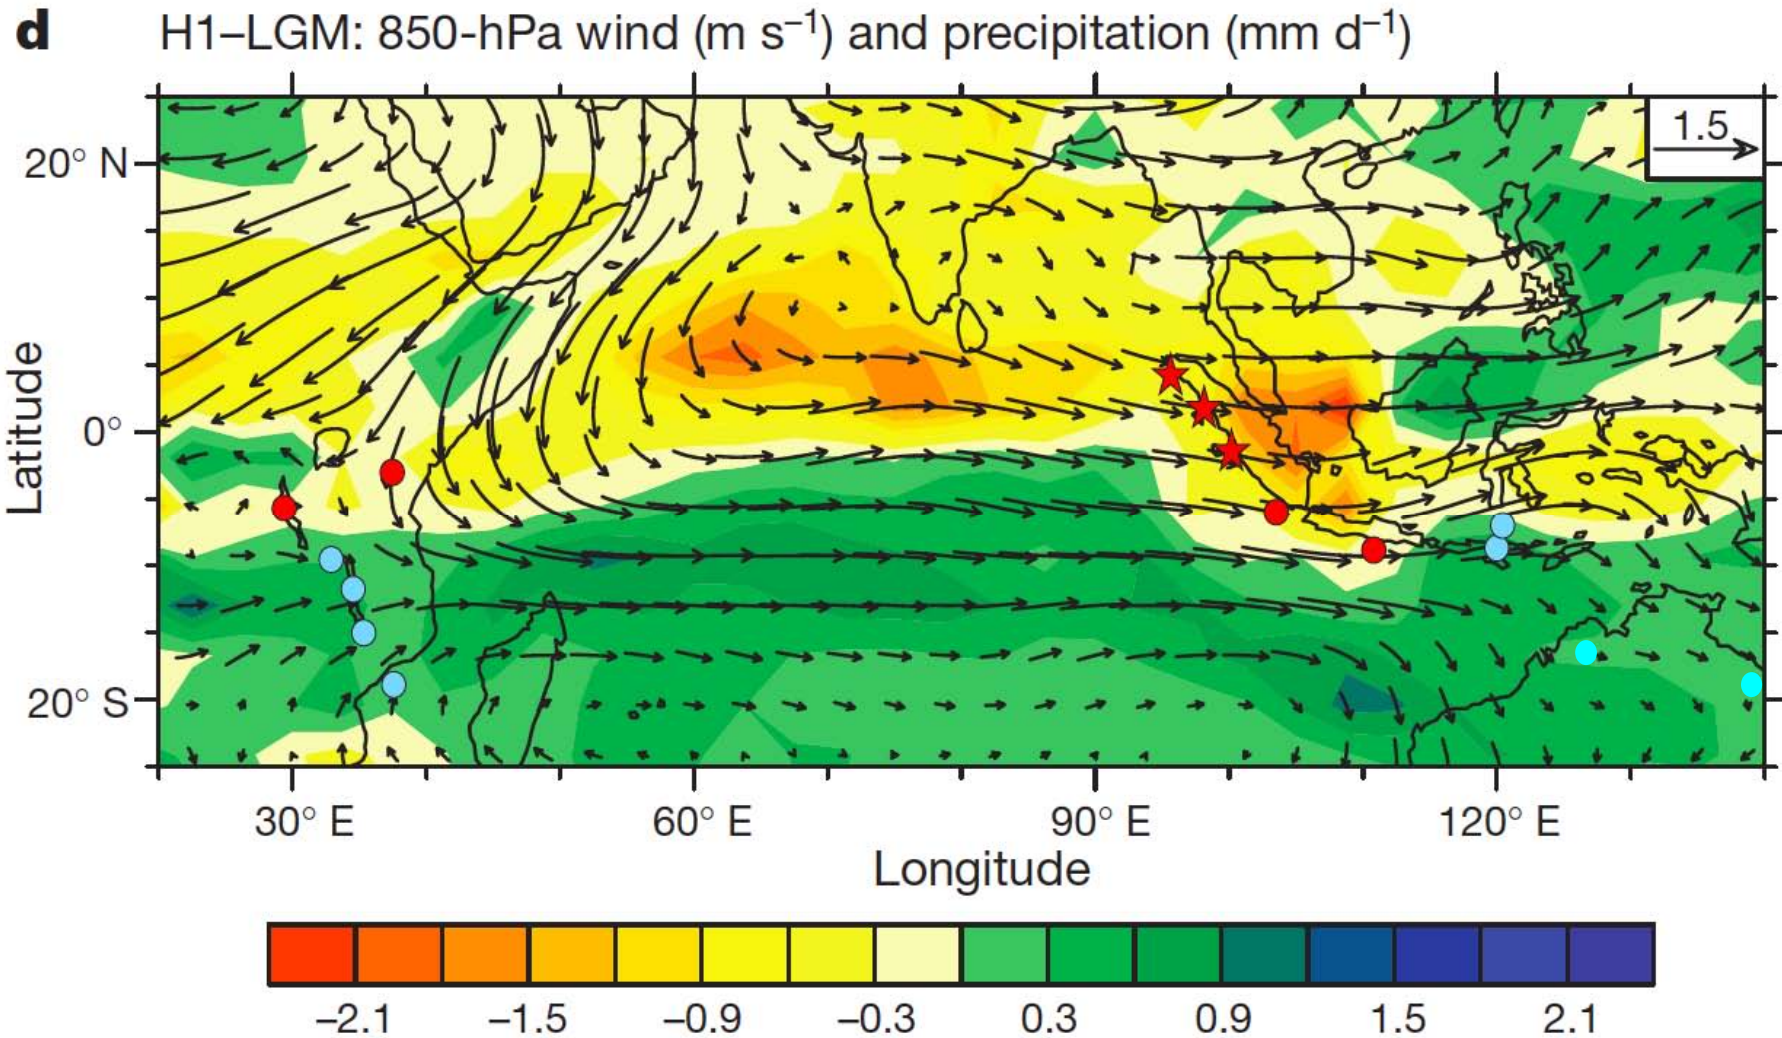 d H1–LGM: 850-hPa wind (m s⁻¹) and precipitation (mm d⁻¹)
1.5
20° N
0°
20° S
Latitude
30° E 60° E 90° E 120° E
Longitude
–2.1 –1.5 –0.9 –0.3 0.3 0.9 1.5 2.1